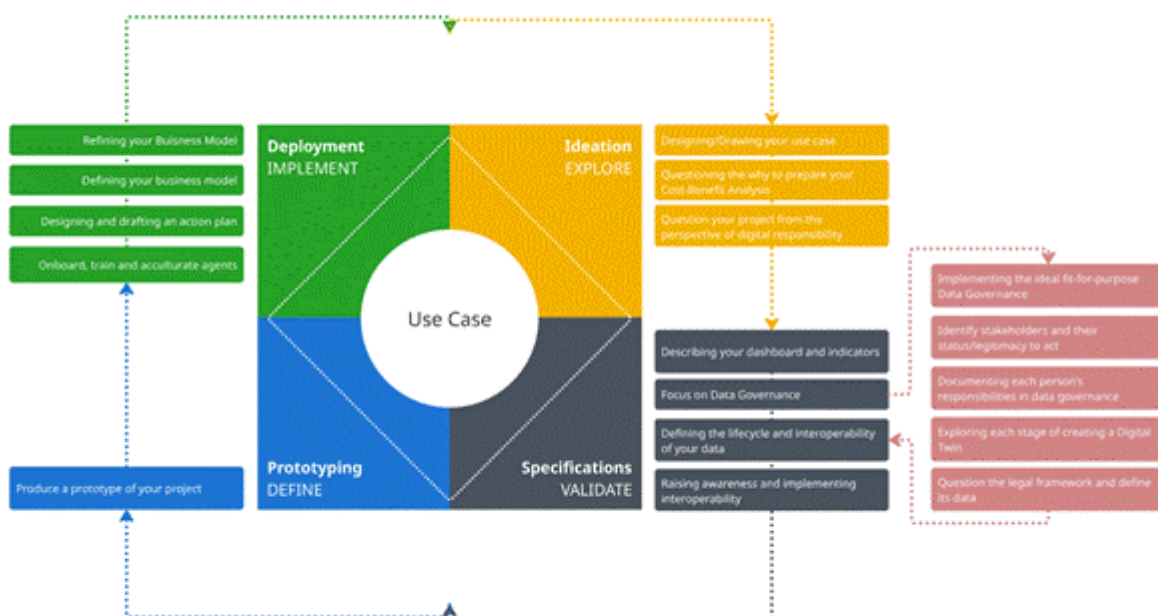 Refining your Buisness Model
Defining your business model
Designing and drafting an action plan
Onboard, train and acculturate agents
Deployment
IMPLEMENT
Ideation
EXPLORE
Use Case
Prototyping
DEFINE
Specifications
VALIDATE
Produce a prototype of your project
Designing/Drawing your use case
Questioning the why to prepare your
Cost-Benefit Analysis
Question your project from the
perspective of digital responsibility
Describing your dashboard and indicators
Focus on Data Governance
Defining the lifecycle and interoperability
of your data
Raising awareness and implementing
interoperability
Implementing the ideal fit-for-purpose
Data Governance
Identify stakeholders and their
status/legitimacy to act
Documenting each person's
responsibilities in data governance
Exploring each stage of creating a Digital
Twin
Question the legal framework and define
its data